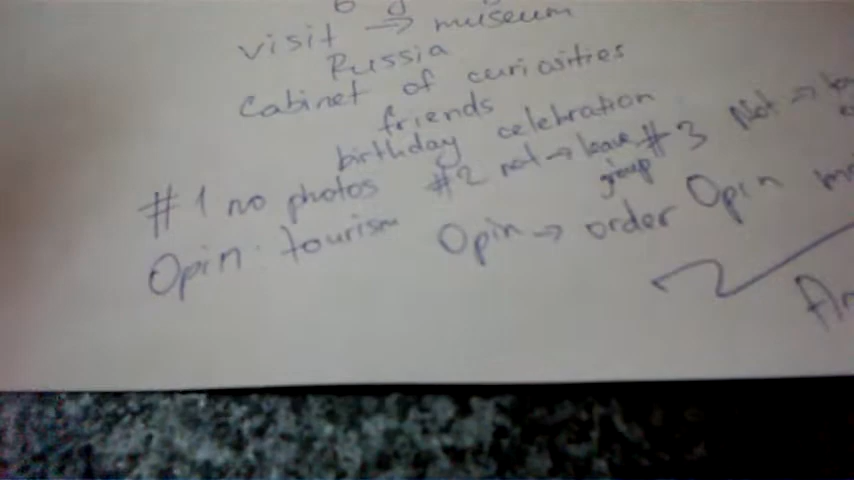 visit → museum
Russia
Cabinet of curiosities
friends
birthday celebration
#1 no photos #2 not → leave group #3 Not →
Opin: tourism Opin → order Opin